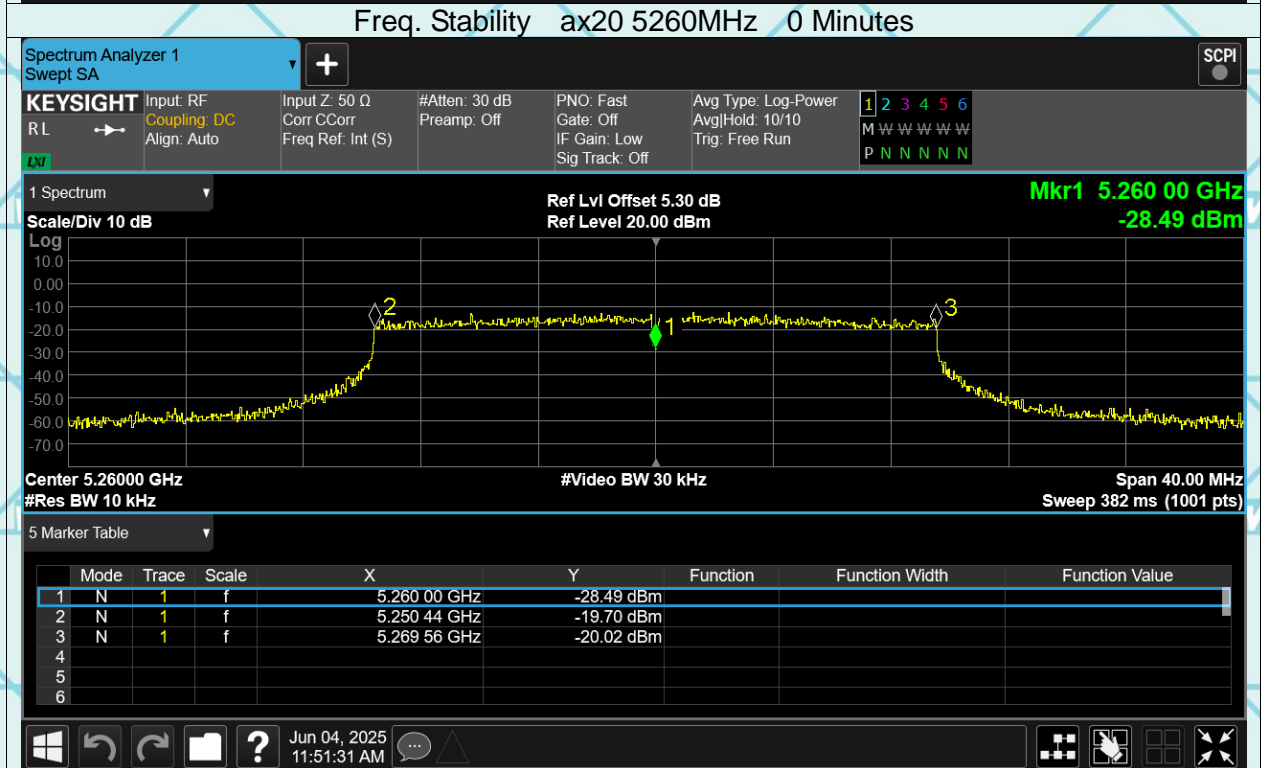 Freq. Stability ax20 5260MHz 0 Minutes
Spectrum Analyzer 1
Swept SA
SCPI
KEYSIGHT
R L
LXI
Input: RF
Coupling: DC
Align: Auto
Input Z: 50 Ω
Corr CCorr
Freq Ref: Int (S)
#Atten: 30 dB
Preamp: Off
PNO: Fast
Gate: Off
IF Gain: Low
Sig Track: Off
Avg Type: Log-Power
Avg|Hold: 10/10
Trig: Free Run
1 2 3 4 5 6
M W W W W W W
P N N N N N
1 Spectrum
Scale/Div 10 dB
Ref Lvl Offset 5.30 dB
Ref Level 20.00 dBm
Mkr1 5.260 00 GHz
-28.49 dBm
Log
10.0
0.00
-10.0
-20.0
-30.0
-40.0
-50.0
-60.0
-70.0
2
1
3
Center 5.26000 GHz
#Video BW 30 kHz
Span 40.00 MHz
#Res BW 10 kHz
Sweep 382 ms (1001 pts)
5 Marker Table
Mode Trace Scale X Y Function Function Width Function Value
1 N 1 f 5.260 00 GHz -28.49 dBm
2 N 1 f 5.250 44 GHz -19.70 dBm
3 N 1 f 5.269 56 GHz -20.02 dBm
4
5
6
?
Jun 04, 2025
11:51:31 AM